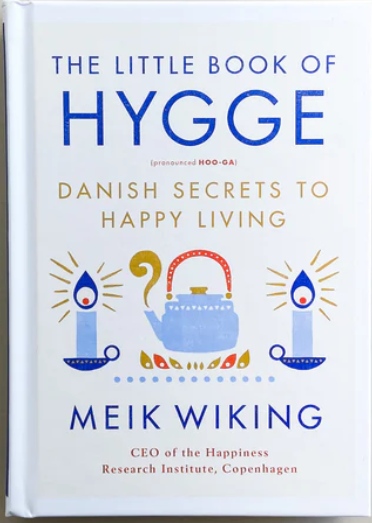 THE LITTLE BOOK OF
HYGGE
(pronounced HOO-GA)
DANISH SECRETS TO
HAPPY LIVING
MEIK WIKING
CEO of the Happiness
Research Institute, Copenhagen